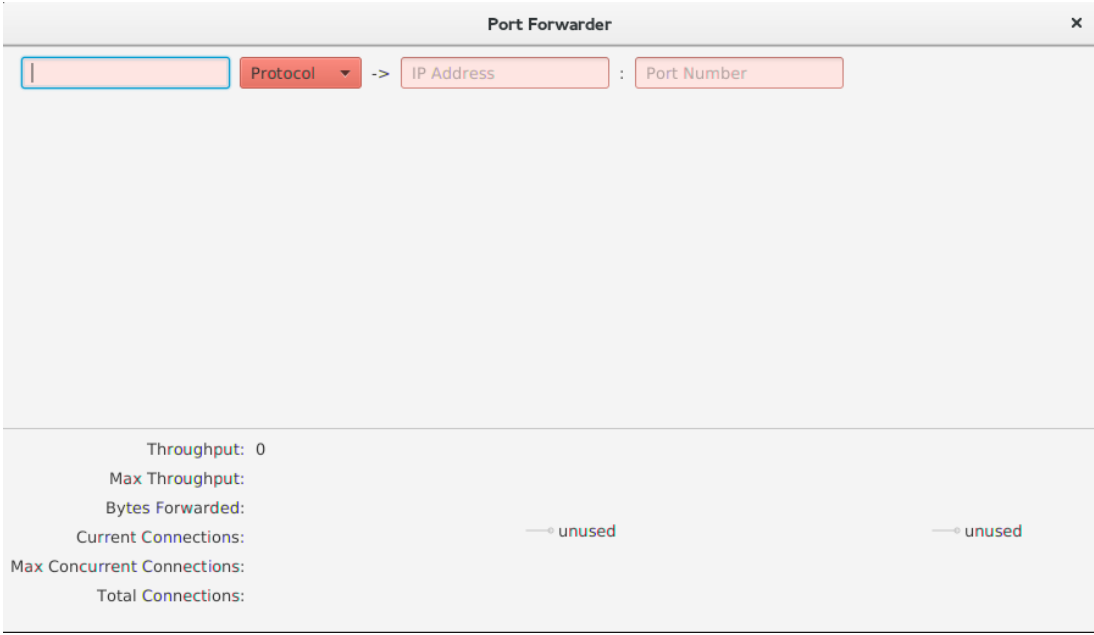 Port Forwarder ×
Protocol -> IP Address : Port Number
Throughput: 0
Max Throughput:
Bytes Forwarded:
Current Connections:
unused unused
Max Concurrent Connections:
Total Connections: